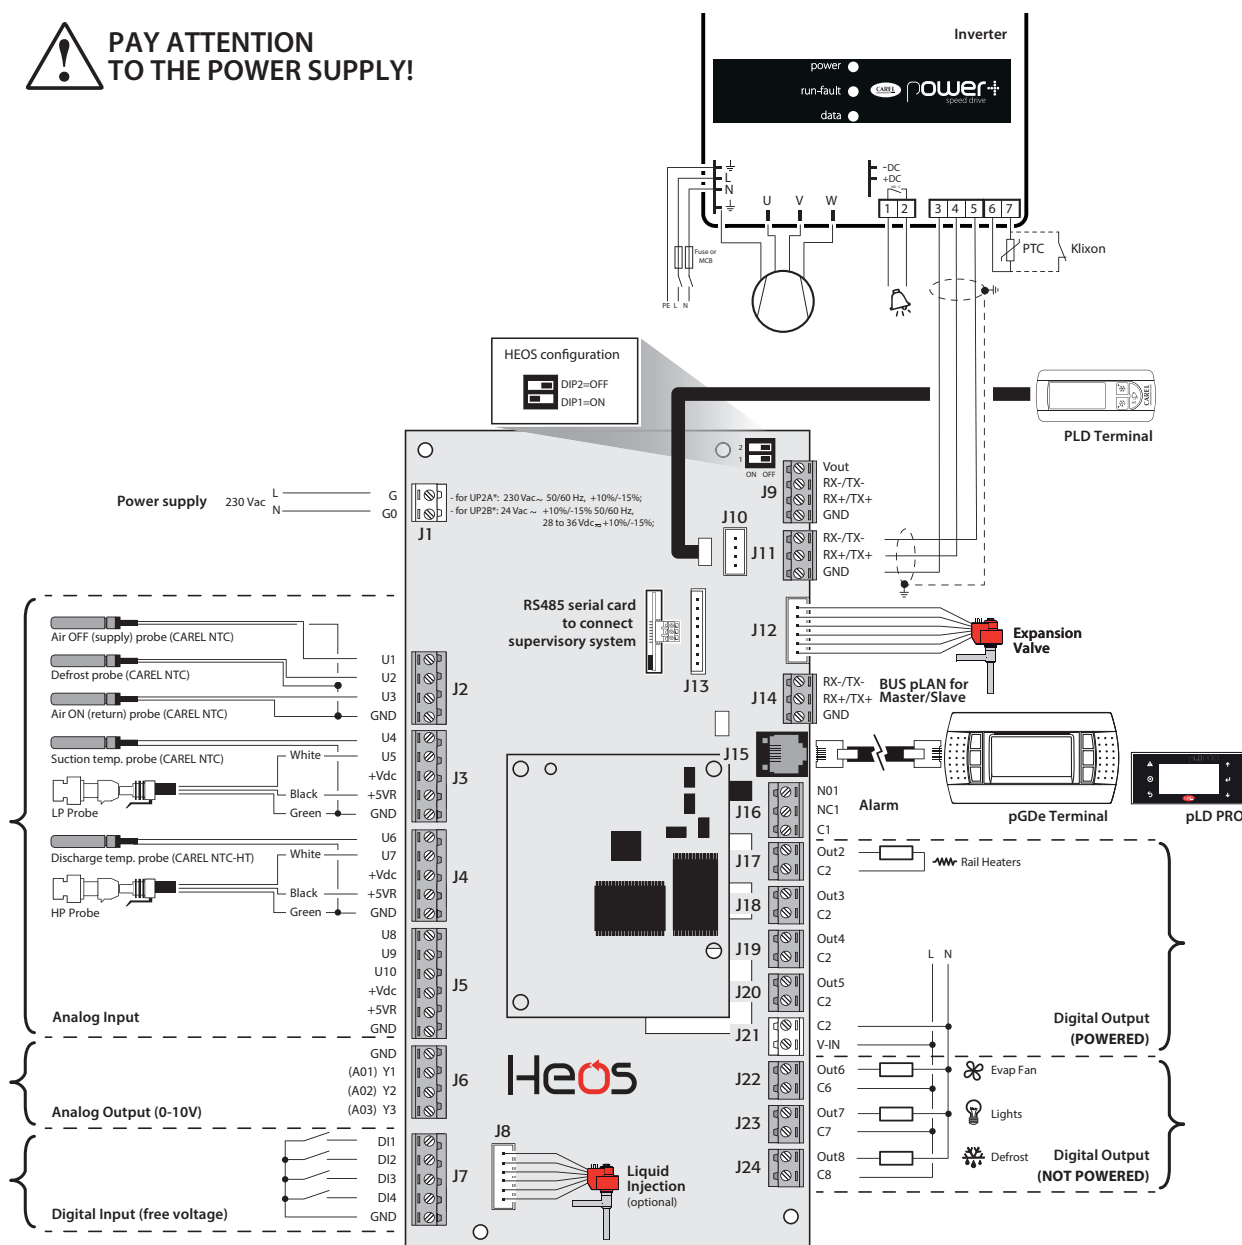 PAY ATTENTION
TO THE POWER SUPPLY!
Inverter
power
run-fault
data
CAREL
power+
speed drive
L
N
-DC
+DC
U V W
1 2 3 4 5 6 7
Fuse or
MCB
PE L N
PTC
Klixon
HEOS configuration
DIP2=OFF
DIP1=ON
CAREL
PLD Terminal
2
1
ON OFF
Power supply 230 Vac
L
N
G
G0
J1
- for UP2A*: 230 Vac~ 50/60 Hz, +10%/-15%;
- for UP2B*: 24 Vac ~ +10%/-15% 50/60 Hz,
28 to 36 Vdc +10%/-15%;
J9
Vout
RX-/TX-
RX+/TX+
GND
J10
J11
RX-/TX-
RX+/TX+
GND
RS485 serial card
to connect
supervisory system
J13
J12
Expansion
Valve
J14
RX-/TX-
RX+/TX+
GND
BUS pLAN for
Master/Slave
J15
pGDe Terminal
pLD PRO
Air OFF (supply) probe (CAREL NTC)
Defrost probe (CAREL NTC)
Air ON (return) probe (CAREL NTC)
U1
U2
U3
GND
J2
Suction temp. probe (CAREL NTC)
LP Probe
White
Black
Green
U4
U5
+Vdc
+5VR
GND
J3
Discharge temp. probe (CAREL NTC-HT)
HP Probe
White
Black
Green
U6
U7
+Vdc
+5VR
GND
J4
U8
U9
U10
+Vdc
+5VR
GND
J5
Analog Input
GND
(A01) Y1
(A02) Y2
(A03) Y3
J6
Analog Output (0-10V)
DI1
DI2
DI3
DI4
GND
J7
Digital Input (free voltage)
Heos
J8
Liquid
Injection
(optional)
J16
N01
NC1
C1
Alarm
J17
Out2
C2
Rail Heaters
J18
Out3
C2
J19
Out4
C2
L N
J20
Out5
C2
J21
C2
V-IN
Digital Output
(POWERED)
J22
Out6
C6
Evap Fan
J23
Out7
C7
Lights
J24
Out8
C8
Defrost
Digital Output
(NOT POWERED)